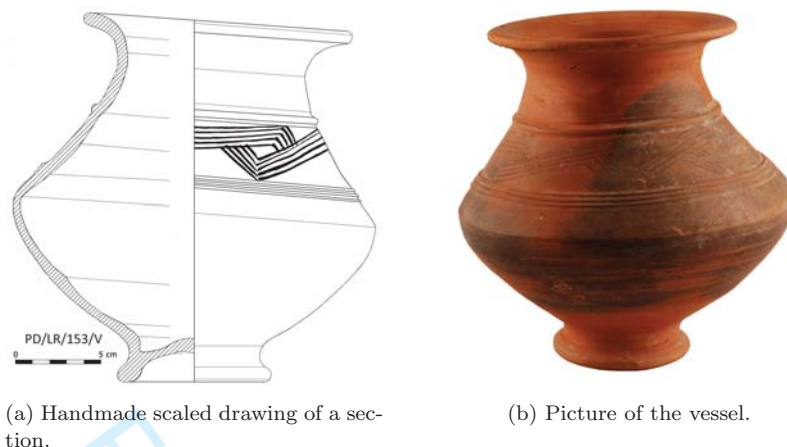 PD/LR/153/V
0 5 cm
(a) Handmade scaled drawing of a sec-
tion.
(b) Picture of the vessel.